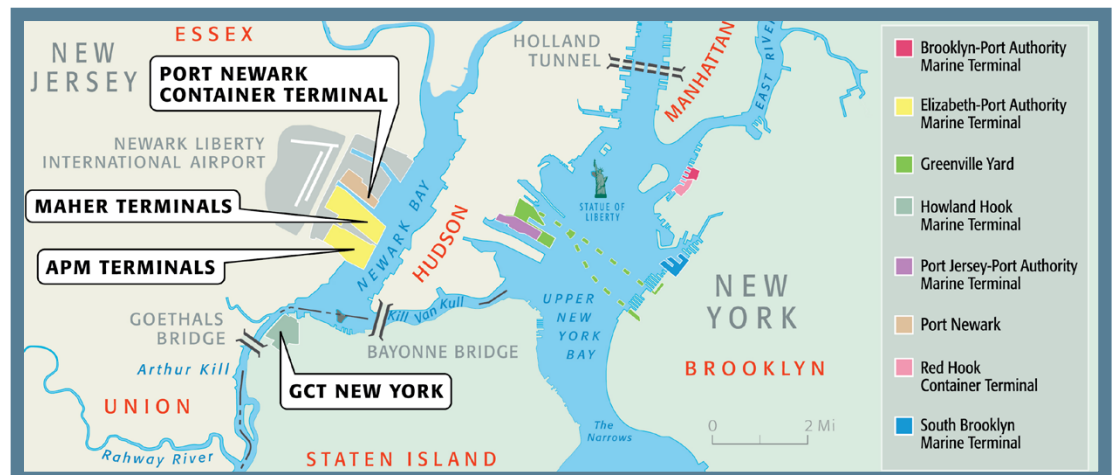 NEW
JERSEY
ESSEX
PORT NEWARK
CONTAINER TERMINAL
HOLLAND
TUNNEL
MANHATTAN
EAST RIVER
NEWARK LIBERTY
INTERNATIONAL AIRPORT
MAHER TERMINALS
APM TERMINALS
NEWARK BAY
HUDSON
STATUE OF
LIBERTY
GOETHALS
BRIDGE
Kill Van Kull
BAYONNE BRIDGE
UPPER
NEW
YORK
BAY
NEW
YORK
Arthur Kill
GCT NEW YORK
BROOKLYN
UNION
Rahway River
STATEN ISLAND
The
Narrows
0
2 Mi
Brooklyn-Port Authority
Marine Terminal
Elizabeth-Port Authority
Marine Terminal
Greenville Yard
Howland Hook
Marine Terminal
Port Jersey-Port Authority
Marine Terminal
Port Newark
Red Hook
Container Terminal
South Brooklyn
Marine Terminal